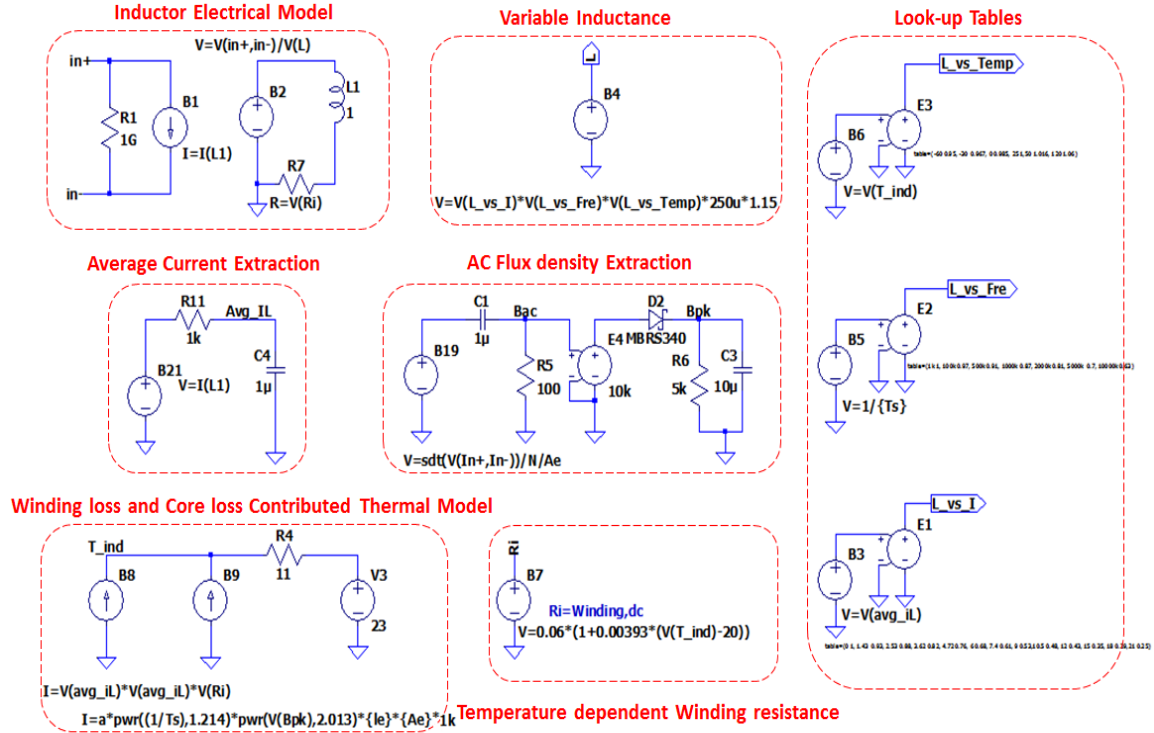 Inductor Electrical Model
V=V(in+,in-)/V(L)
in+
R1
1G
B1
I=I(L1)
B2
L1
1
R7
R=V(Ri)
in-
Variable Inductance
L
B4
V=V(L_vs_I)*V(L_vs_Fre)*V(L_vs_Temp)*250u*1.15
Look-up Tables
L_vs_Temp
E3
B6
V=V(T_ind)
L_vs_Fre
E2
B5
V=1/{Ts}
L_vs_I
E1
B3
V=V(avg_iL)
Average Current Extraction
R11
1k
Avg_IL
B21
V=I(L1)
C4
1µ
AC Flux density Extraction
C1
1µ
Bac
B19
R5
100
E4
10k
D2
MBRS340
Bpk
R6
5k
C3
10µ
V=sdt(V(In+,In-))/N/Ae
Winding loss and Core loss Contributed Thermal Model
T_ind
B8
B9
R4
11
V3
23
I=V(avg_iL)*V(avg_iL)*V(Ri)
I=a*pwr((1/Ts),1.214)*pwr(V(Bpk),2.013)*{le}*{Ae}*1k
Ri
B7
Ri=Winding,dc
V=0.06*(1+0.00393*(V(T_ind)-20))
Temperature dependent Winding resistance